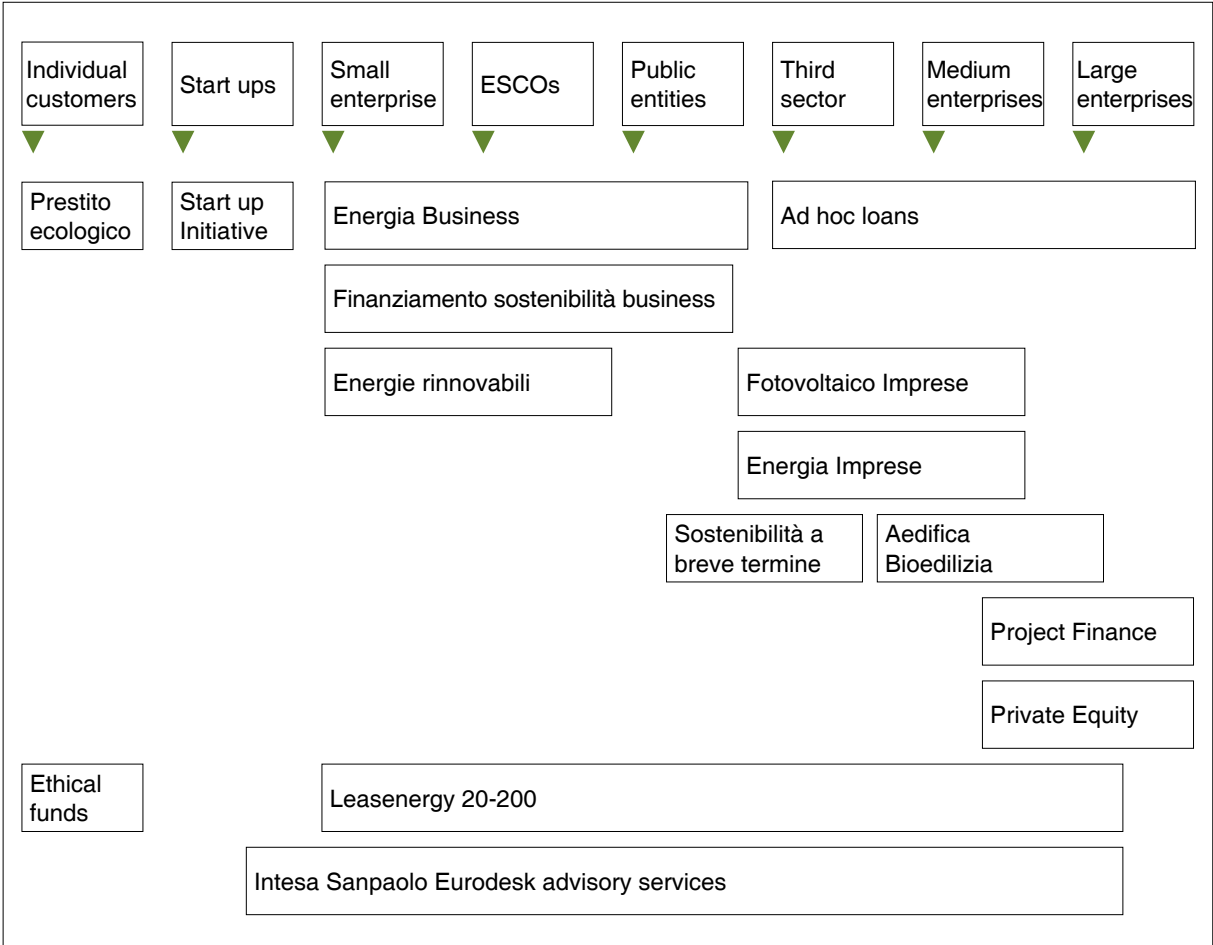 Individual
customers
Start ups
Small
enterprise
ESCOs
Public
entities
Third
sector
Medium
enterprises
Large
enterprises
Prestito
ecologico
Start up
Initiative
Energia Business
Ad hoc loans
Finanziamento sostenibilità business
Energie rinnovabili
Fotovoltaico Imprese
Energia Imprese
Sostenibilità a
breve termine
Aedifica
Bioedilizia
Project Finance
Private Equity
Ethical
funds
Leasenergy 20-200
Intesa Sanpaolo Eurodesk advisory services